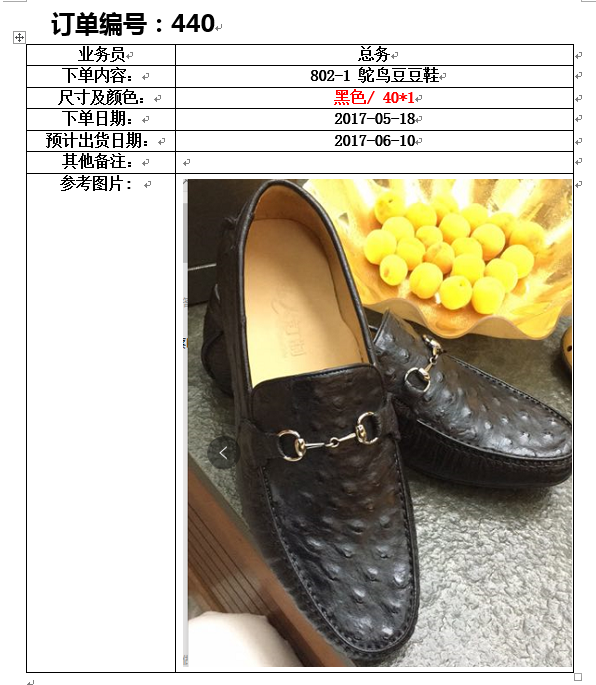 订单编号：440
业务员 总务
下单内容： 802-1 鸵鸟豆豆鞋
尺寸及颜色： 黑色/ 40*1
下单日期： 2017-05-18
预计出货日期： 2017-06-10
其他备注：
参考图片：